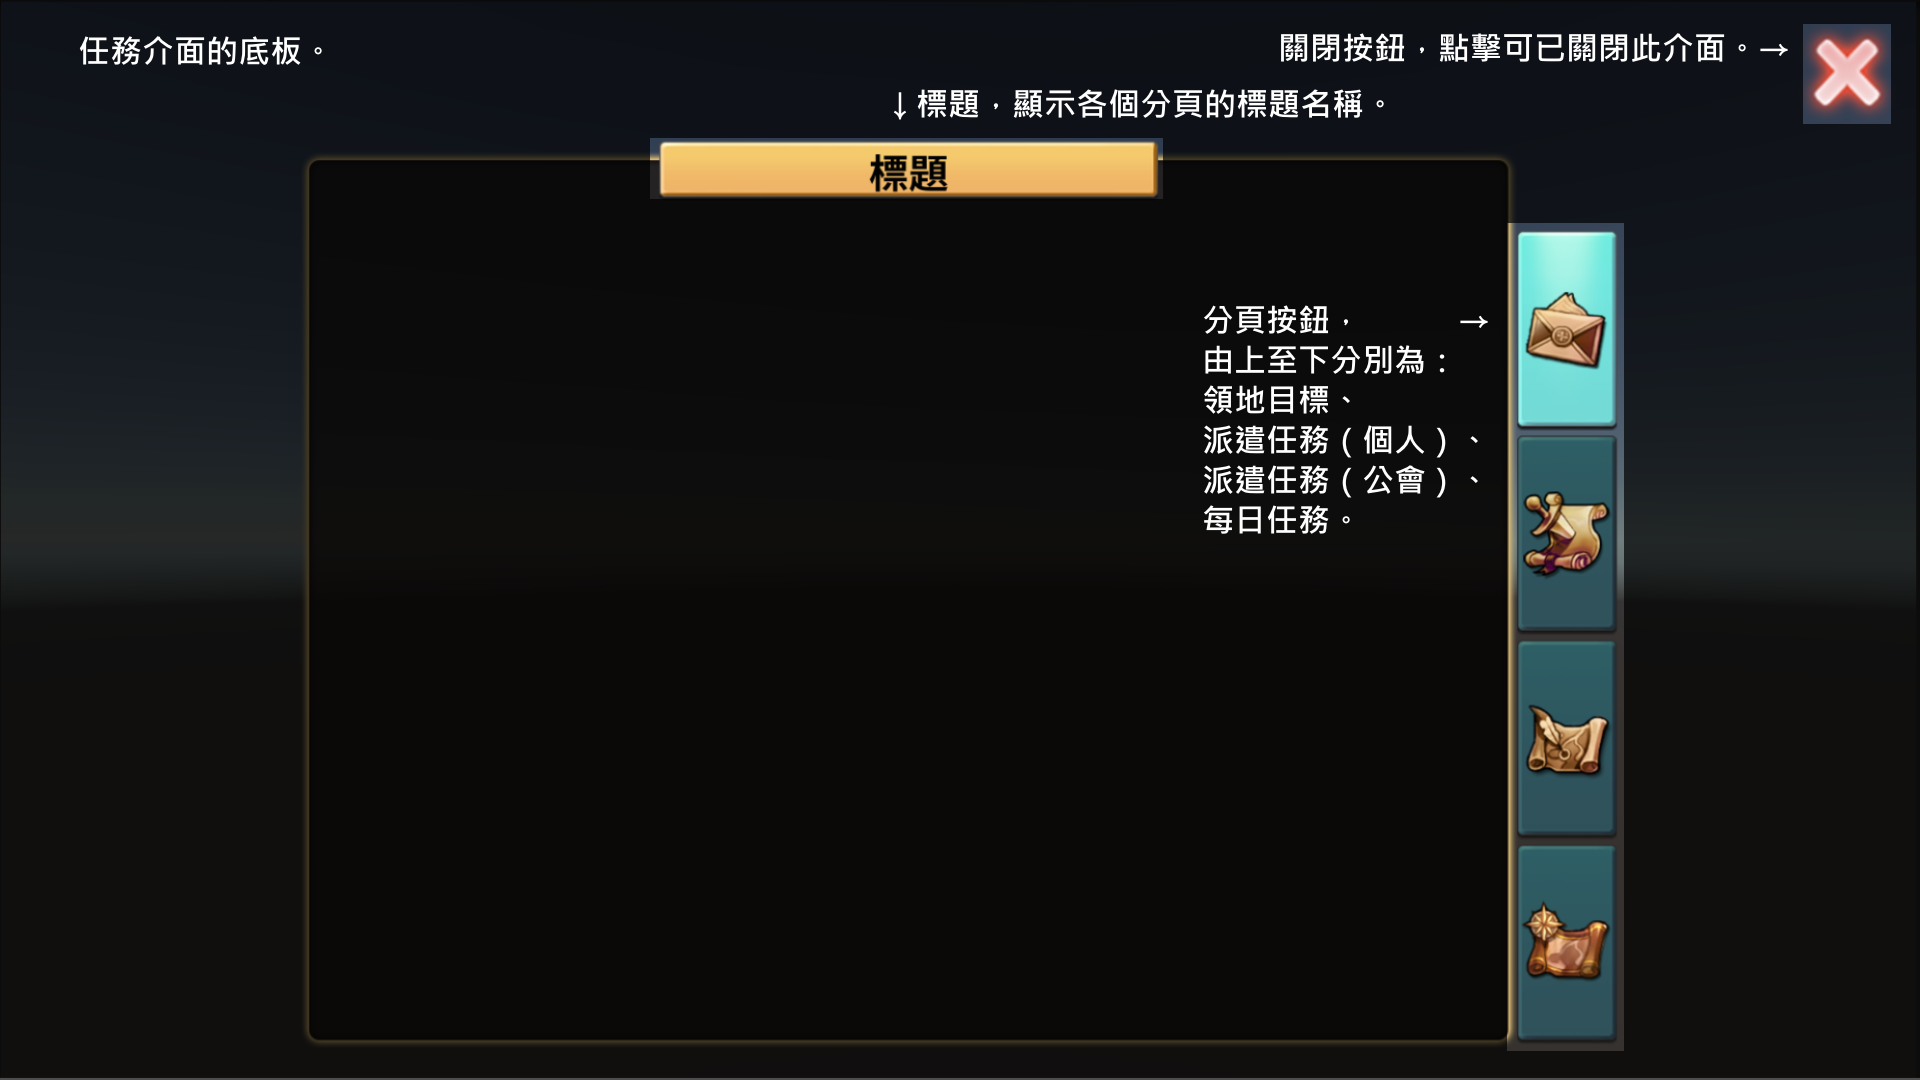 任務介面的底板。
關閉按鈕，點擊可已關閉此介面。→
↓標題，顯示各個分頁的標題名稱。
標題
分頁按鈕， →
由上至下分別為：
領地目標、
派遣任務（個人）、
派遣任務（公會）、
每日任務。